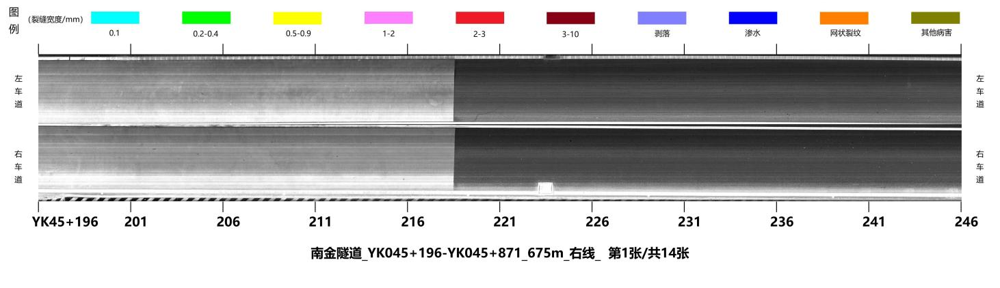 图例
(裂缝宽度/mm)
0.1
0.2-0.4
0.5-0.9
1-2
2-3
3-10
剥落
渗水
网状裂纹
其他病害
左车道
左车道
右车道
右车道
YK45+196 201 206 211 216 221 226 231 236 241 246
南金隧道_YK045+196-YK045+871_675m_右线_ 第1张/共14张